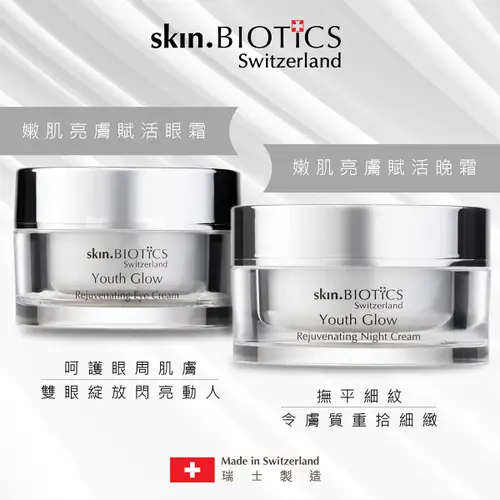 skin.BIOTICS
Switzerland
嫩肌亮膚賦活眼霜
嫩肌亮膚賦活晚霜
skin.BIOTICS
Switzerland
Youth Glow
Rejuvenating Eye Cream
skin.BIOTICS
Switzerland
Youth Glow
Rejuvenating Night Cream
呵護眼周肌膚
雙眼綻放閃亮動人
撫平細紋
令膚質重拾細緻
Made in Switzerland
瑞士製造